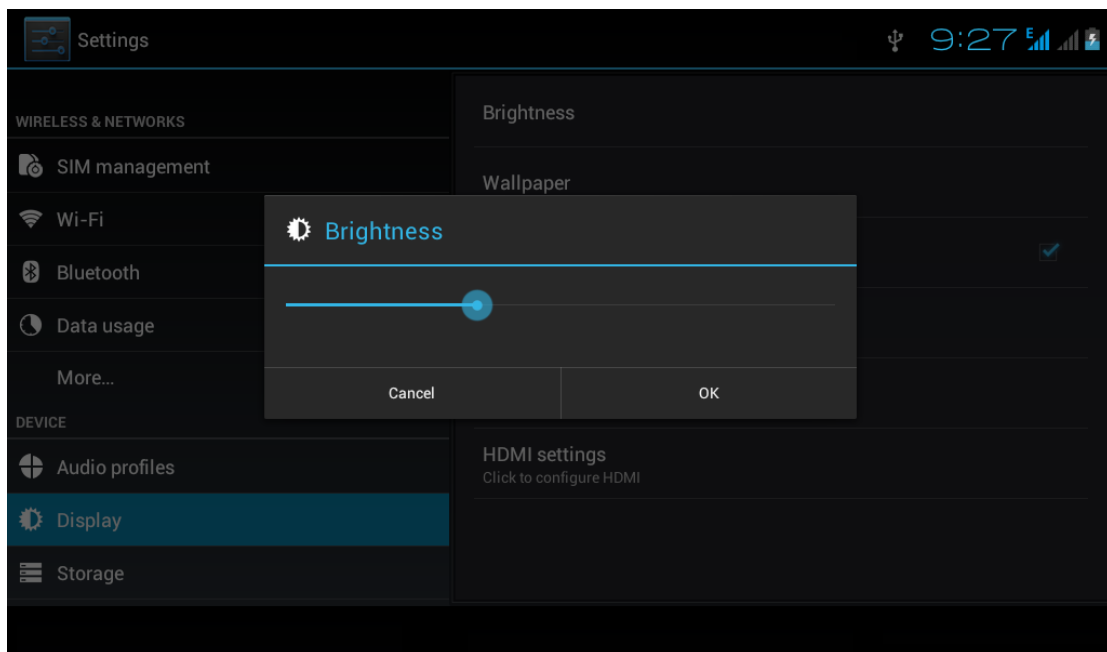 Settings
9:27 E
WIRELESS & NETWORKS
SIM management
Wi-Fi
Bluetooth
Data usage
More...
DEVICE
Audio profiles
Display
Storage
Brightness
Wallpaper
HDMI settings
Click to configure HDMI
Brightness
Cancel
OK